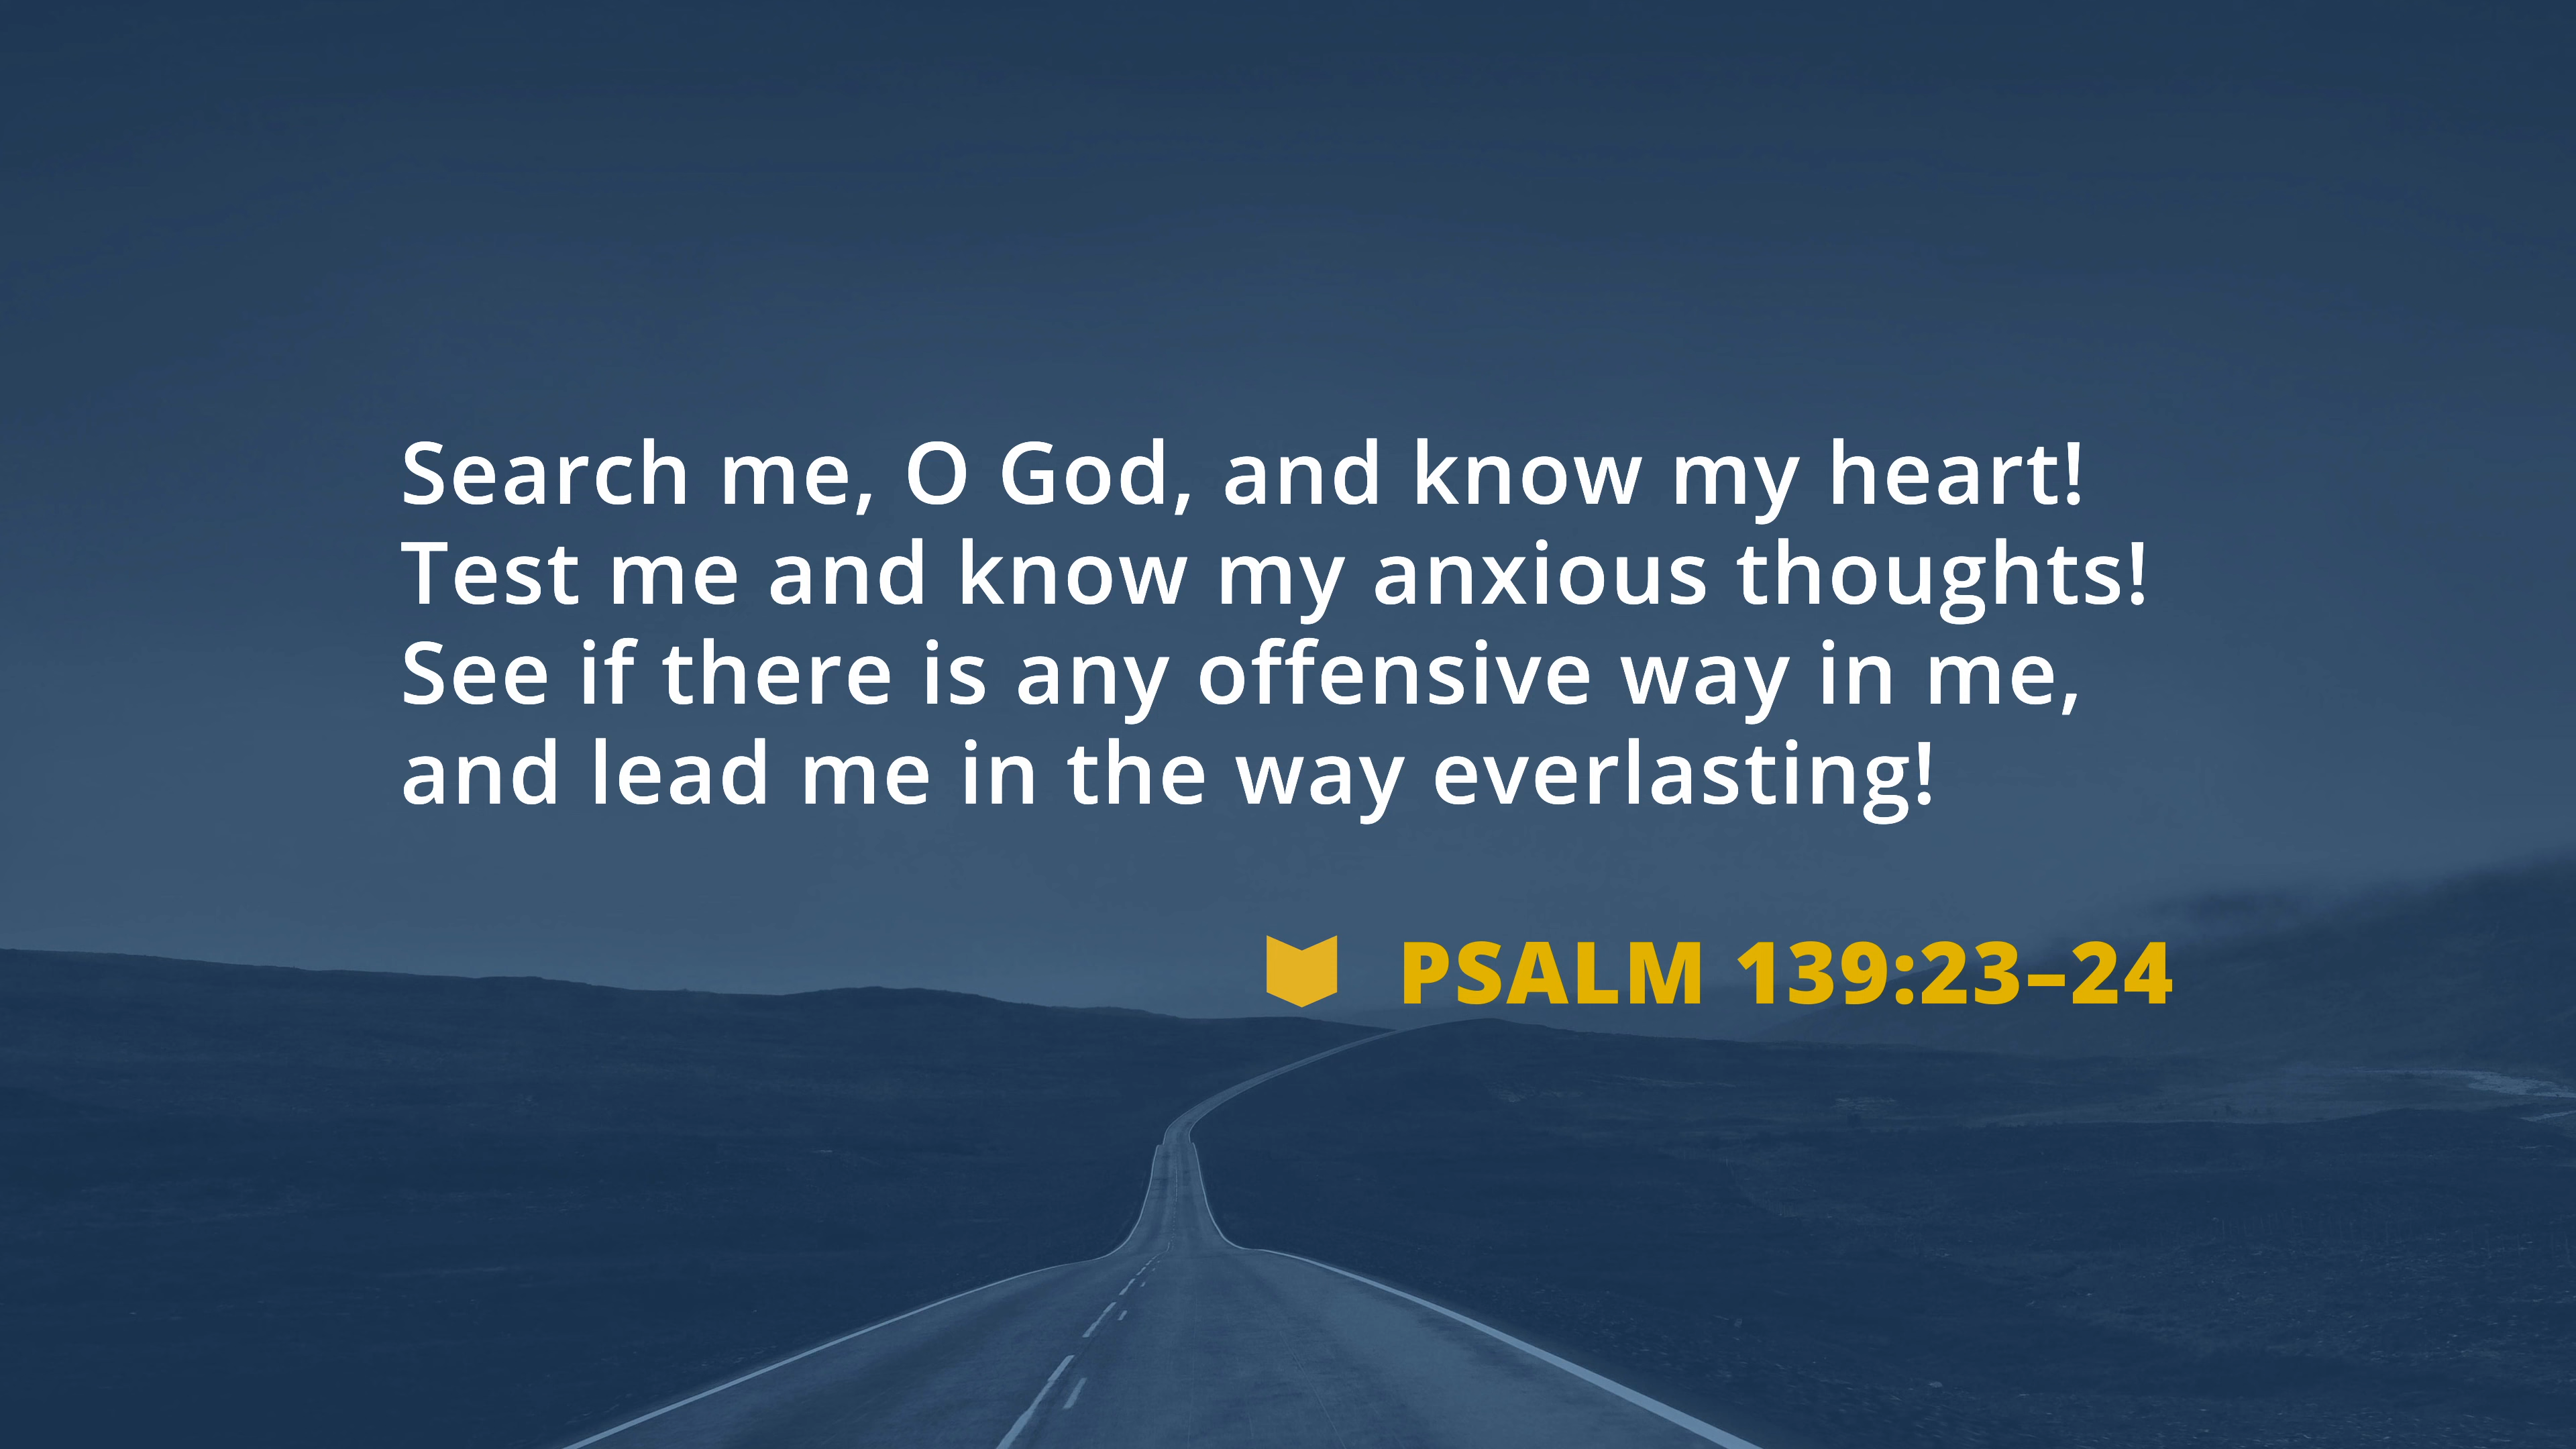 Search me, O God, and know my heart!
Test me and know my anxious thoughts!
See if there is any offensive way in me,
and lead me in the way everlasting!
PSALM 139:23–24